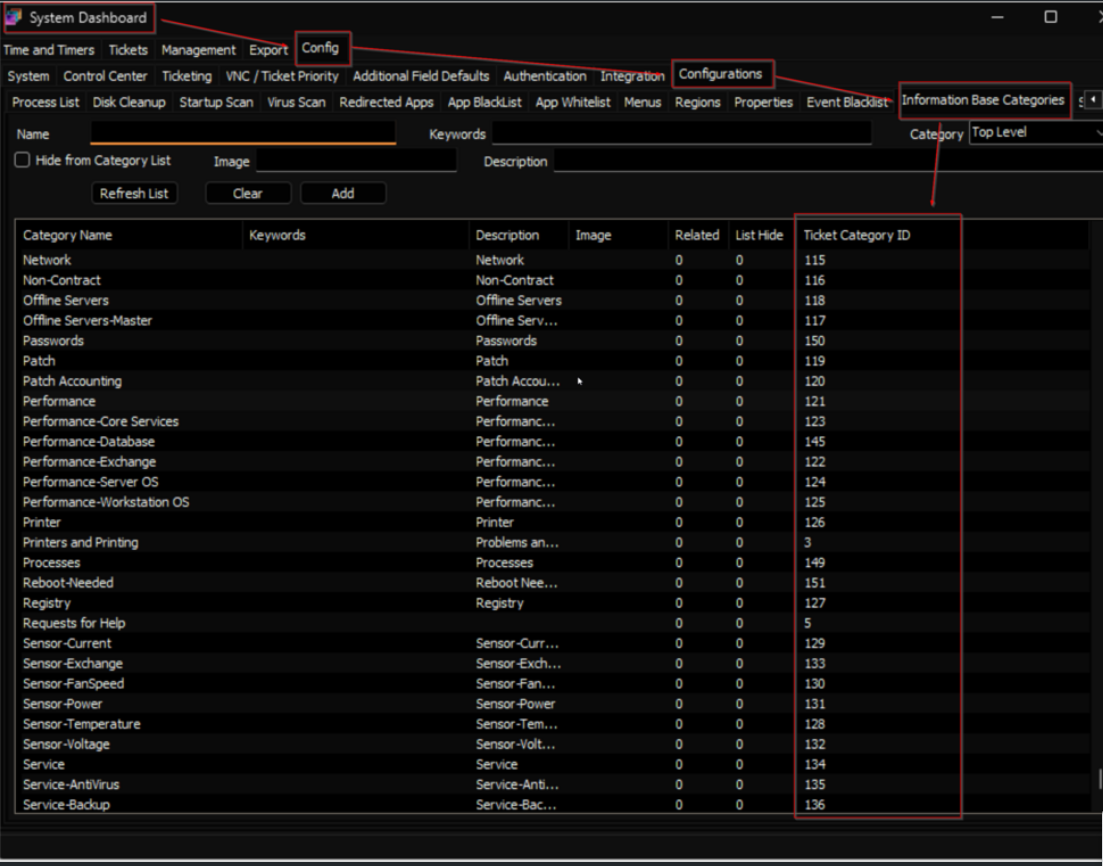 System Dashboard
Time and Timers Tickets Management Export Config
System Control Center Ticketing VNC / Ticket Priority Additional Field Defaults Authentication Integration Configurations
Process List Disk Cleanup Startup Scan Virus Scan Redirected Apps App BlackList App Whitelist Menus Regions Properties Event Blacklist Information Base Categories
Name Keywords Category Top Level
Hide from Category List Image Description
Refresh List Clear Add
Category Name Keywords Description Image Related List Hide Ticket Category ID
Network Network 0 0 115
Non-Contract Non-Contract 0 0 116
Offline Servers Offline Servers 0 0 118
Offline Servers-Master Offline Serv... 0 0 117
Passwords Passwords 0 0 150
Patch Patch 0 0 119
Patch Accounting Patch Accou... 0 0 120
Performance Performance 0 0 121
Performance-Core Services Performanc... 0 0 123
Performance-Database Performanc... 0 0 145
Performance-Exchange Performanc... 0 0 122
Performance-Server OS Performanc... 0 0 124
Performance-Workstation OS Performanc... 0 0 125
Printer Printer 0 0 126
Printers and Printing Problems an... 0 0 3
Processes Processes 0 0 149
Reboot-Needed Reboot Nee... 0 0 151
Registry Registry 0 0 127
Requests for Help 0 0 5
Sensor-Current Sensor-Curr... 0 0 129
Sensor-Exchange Sensor-Exch... 0 0 133
Sensor-FanSpeed Sensor-Fan... 0 0 130
Sensor-Power Sensor-Power 0 0 131
Sensor-Temperature Sensor-Tem... 0 0 128
Sensor-Voltage Sensor-Volt... 0 0 132
Service Service 0 0 134
Service-AntiVirus Service-Anti... 0 0 135
Service-Backup Service-Bac... 0 0 136